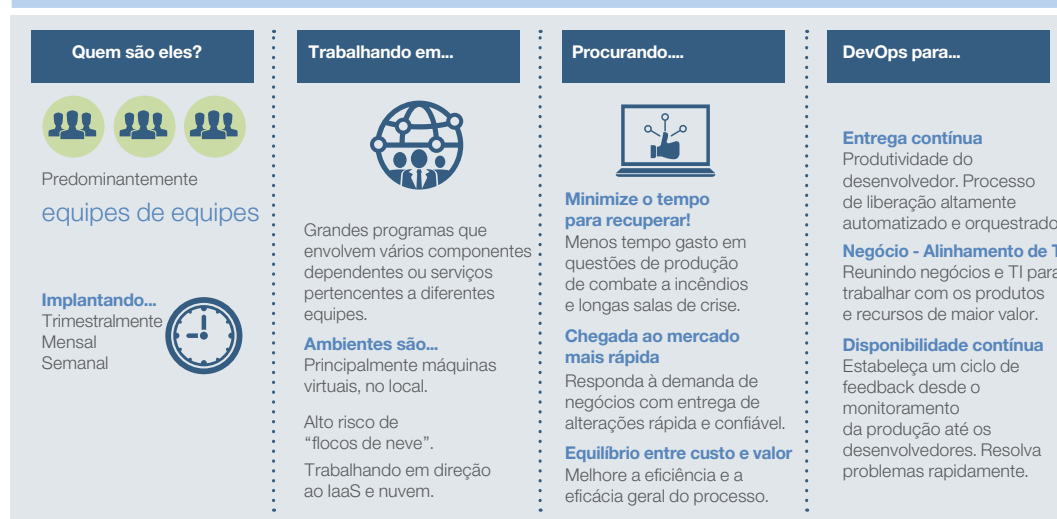 Quem são eles?
Predominantemente
equipes de equipes
Implantando...
Trimestralmente
Mensal
Semanal
Trabalhando em...
Grandes programas que
envolvem vários componentes
dependentes ou serviços
pertencentes a diferentes
equipes.
Ambientes são...
Principalmente máquinas
virtuais, no local.
Alto risco de
“flocos de neve”.
Trabalhando em direção
ao IaaS e nuvem.
Procurando....
Minimize o tempo
para recuperar!
Menos tempo gasto em
questões de produção
de combate a incêndios
e longas salas de crise.
Chegada ao mercado
mais rápida
Responda à demanda de
negócios com entrega de
alterações rápida e confiável.
Equilíbrio entre custo e valor
Melhore a eficiência e a
eficácia geral do processo.
DevOps para...
Entrega contínua
Produtividade do
desenvolvedor. Processo
de liberação altamente
automatizado e orquestrado
Negócio - Alinhamento de T
Reunindo negócios e TI para
trabalhar com os produtos
e recursos de maior valor.
Disponibilidade contínua
Estabeleça um ciclo de
feedback desde o
monitoramento
da produção até os
desenvolvedores. Resolva
problemas rapidamente.